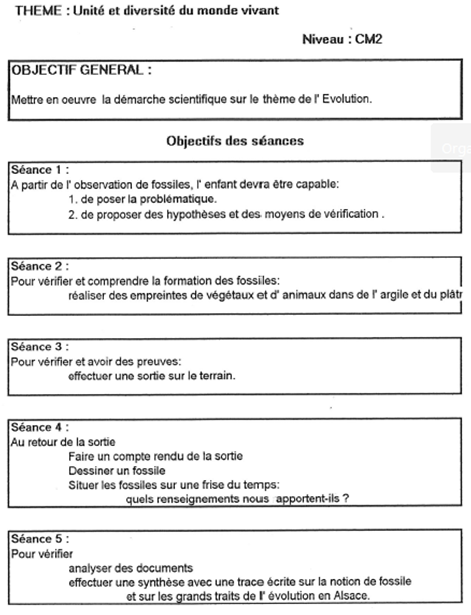 THEME : Unité et diversité du monde vivant
Niveau : CM2
OBJECTIF GENERAL :
Mettre en oeuvre la démarche scientifique sur le thème de l' Evolution.
Objectifs des séances
Séance 1 :
A partir de l' observation de fossiles, l' enfant devra être capable:
1. de poser la problématique.
2. de proposer des hypothèses et des moyens de vérification .
Séance 2 :
Pour vérifier et comprendre la formation des fossiles:
réaliser des empreintes de végétaux et d' animaux dans de l' argile et du plâtr
Séance 3 :
Pour vérifier et avoir des preuves:
effectuer une sortie sur le terrain.
Séance 4 :
Au retour de la sortie
Faire un compte rendu de la sortie
Dessiner un fossile
Situer les fossiles sur une frise du temps:
quels renseignements nous apportent-ils ?
Séance 5 :
Pour vérifier
analyser des documents
effectuer une synthèse avec une trace écrite sur la notion de fossile
et sur les grands traits de l' évolution en Alsace.